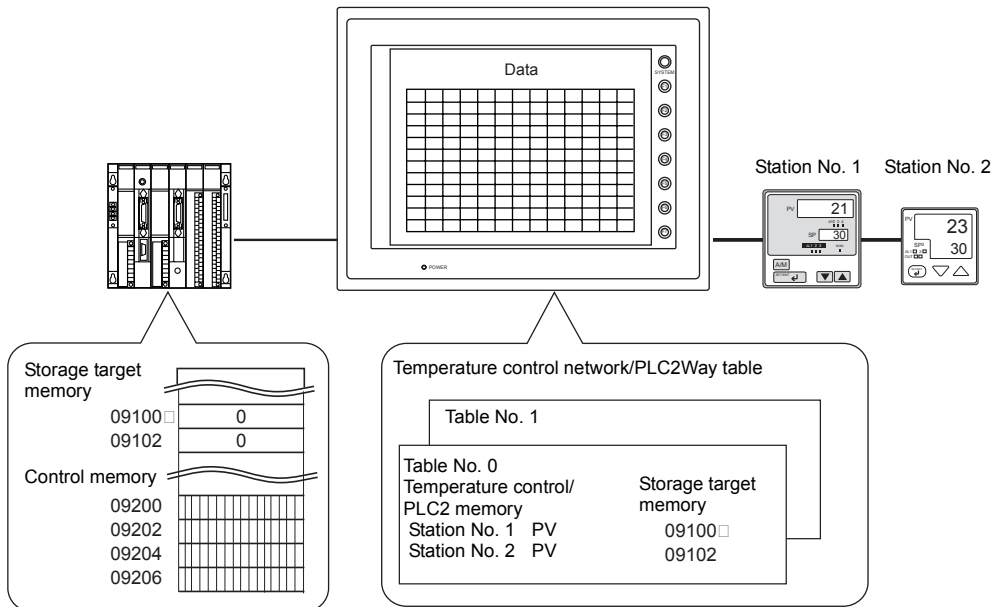 Data
SYSTEM
POWER
Station No. 1
Station No. 2
PV
21
SP
30
A/M
PV
23
SP
30
OUT
Storage target
memory
09100□
0
09102
0
Control memory
09200
09202
09204
09206
Temperature control network/PLC2Way table
Table No. 1
Table No. 0
Temperature control/
PLC2 memory
Station No. 1 PV
Station No. 2 PV
Storage target
memory
09100□
09102